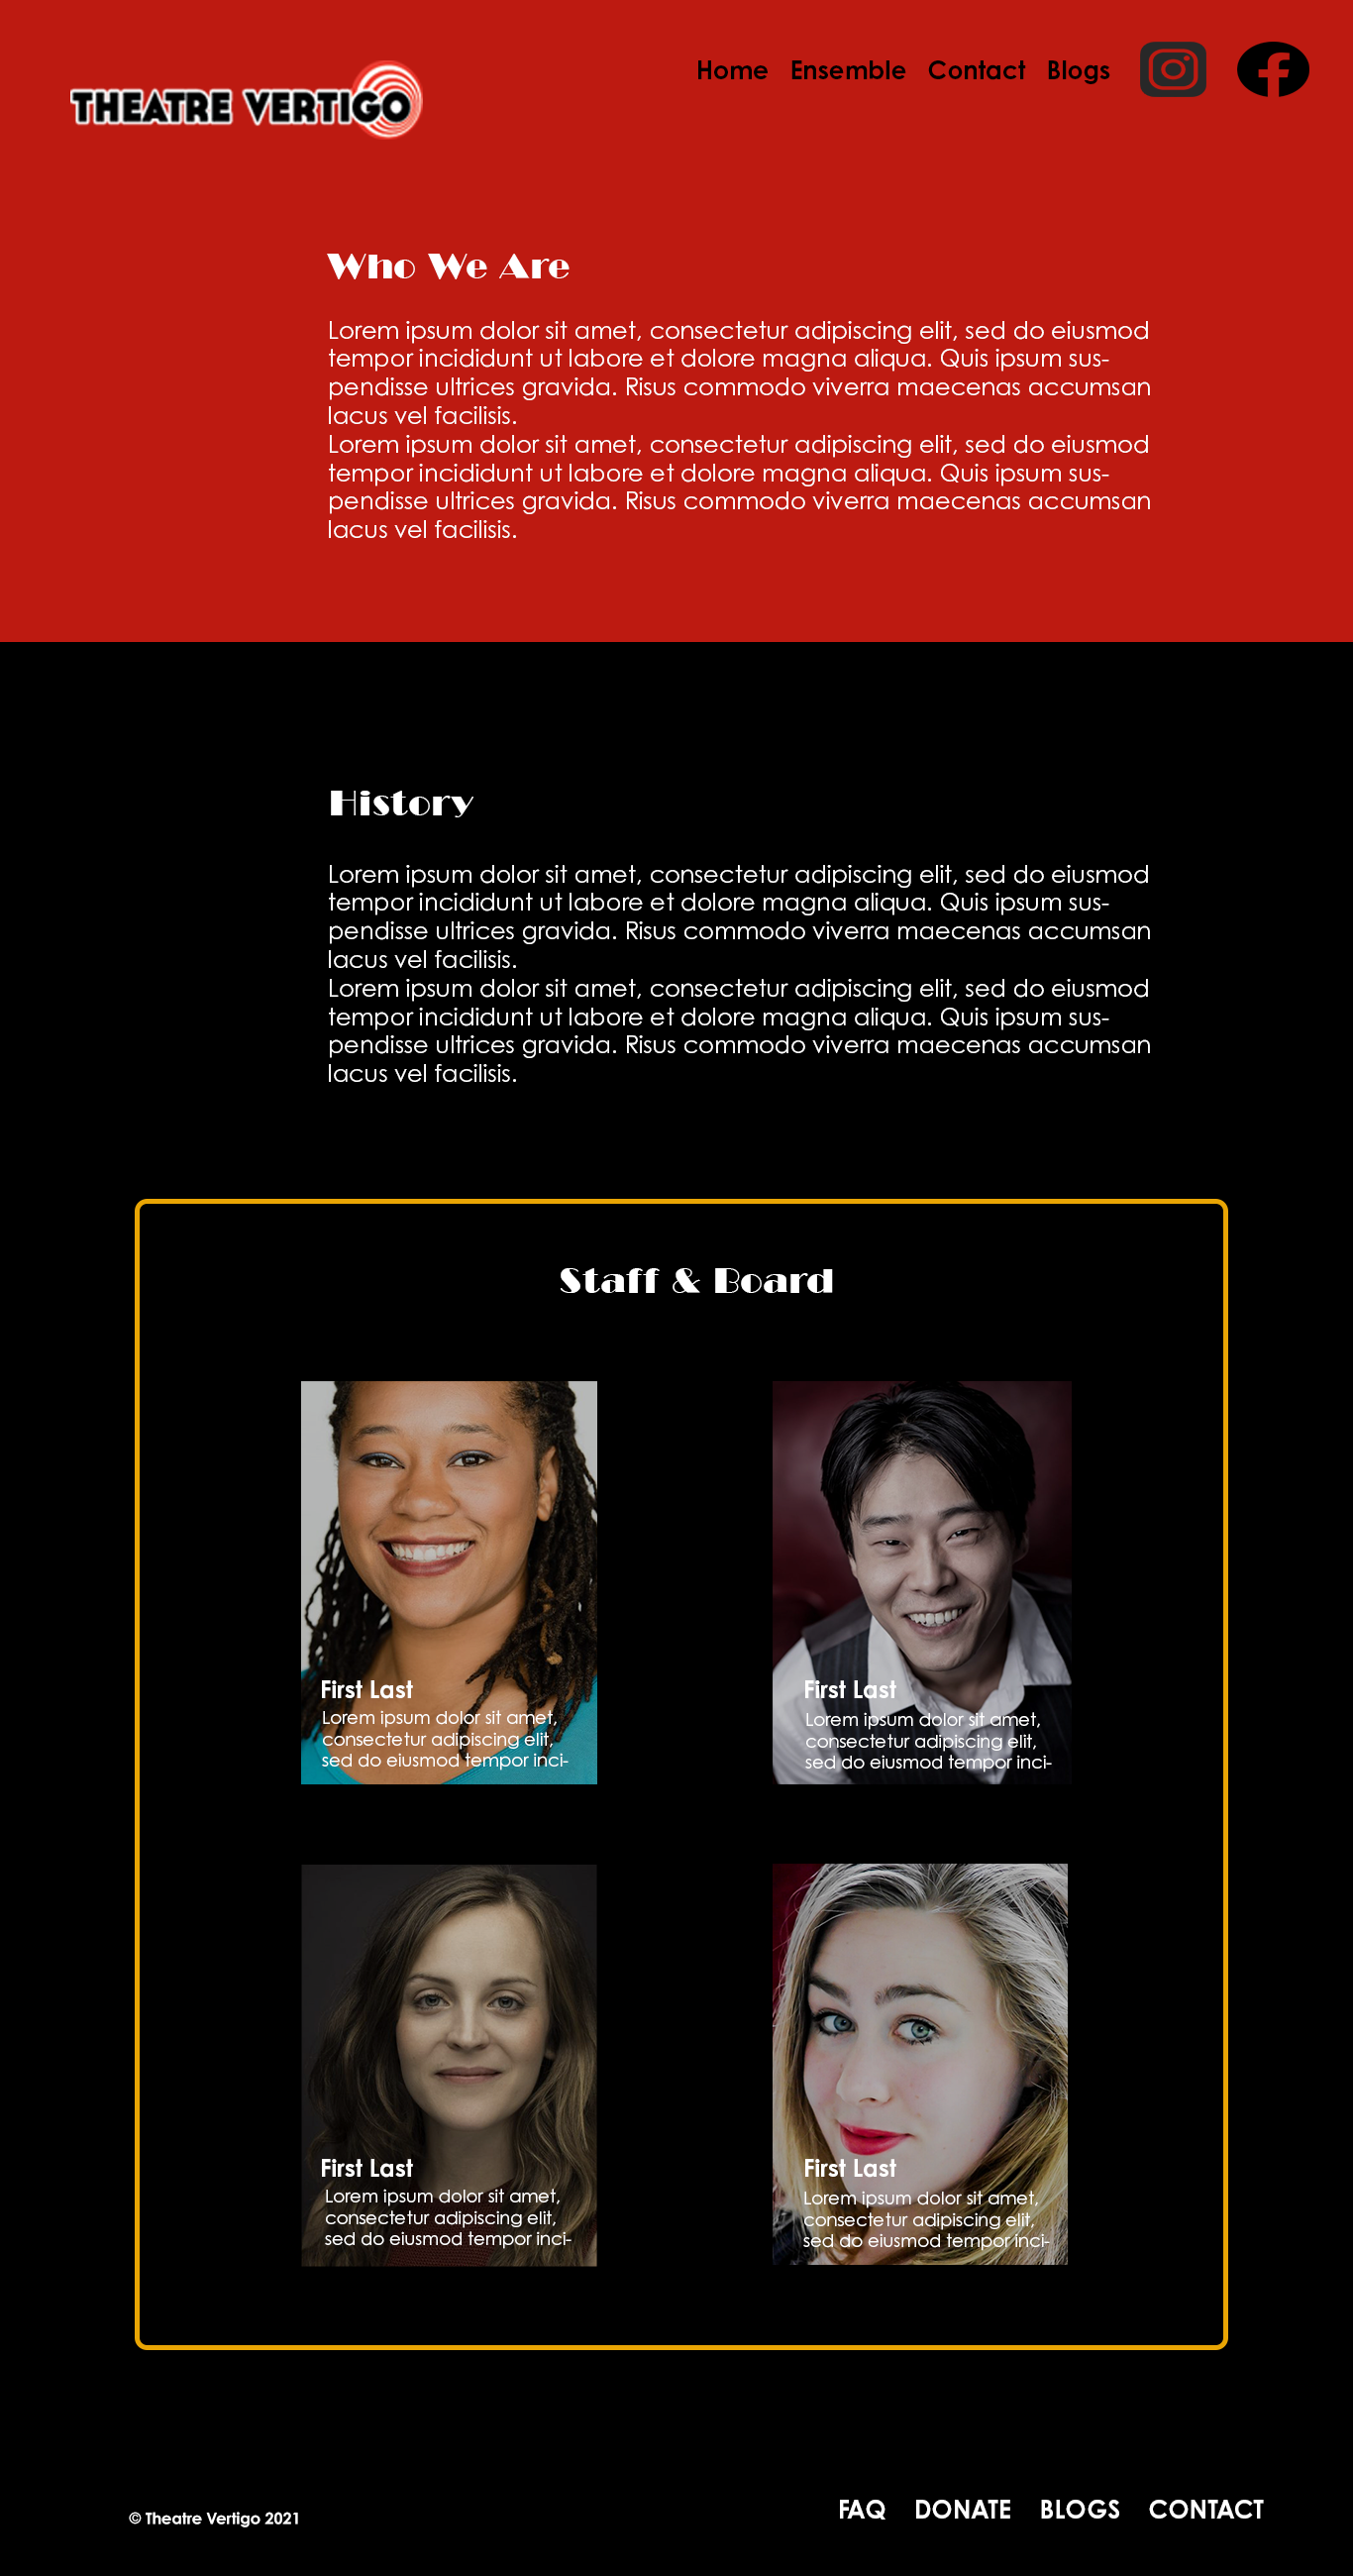 THEATRE VERTIGO
Home Ensemble Contact Blogs
Who We Are
Lorem ipsum dolor sit amet, consectetur adipiscing elit, sed do eiusmod
tempor incididunt ut labore et dolore magna aliqua. Quis ipsum sus-
pendisse ultrices gravida. Risus commodo viverra maecenas accumsan
lacus vel facilisis.
Lorem ipsum dolor sit amet, consectetur adipiscing elit, sed do eiusmod
tempor incididunt ut labore et dolore magna aliqua. Quis ipsum sus-
pendisse ultrices gravida. Risus commodo viverra maecenas accumsan
lacus vel facilisis.
History
Lorem ipsum dolor sit amet, consectetur adipiscing elit, sed do eiusmod
tempor incididunt ut labore et dolore magna aliqua. Quis ipsum sus-
pendisse ultrices gravida. Risus commodo viverra maecenas accumsan
lacus vel facilisis.
Lorem ipsum dolor sit amet, consectetur adipiscing elit, sed do eiusmod
tempor incididunt ut labore et dolore magna aliqua. Quis ipsum sus-
pendisse ultrices gravida. Risus commodo viverra maecenas accumsan
lacus vel facilisis.
Staff & Board
First Last
Lorem ipsum dolor sit amet,
consectetur adipiscing elit,
sed do eiusmod tempor inci-
First Last
Lorem ipsum dolor sit amet,
consectetur adipiscing elit,
sed do eiusmod tempor inci-
First Last
Lorem ipsum dolor sit amet,
consectetur adipiscing elit,
sed do eiusmod tempor inci-
First Last
Lorem ipsum dolor sit amet,
consectetur adipiscing elit,
sed do eiusmod tempor inci-
© Theatre Vertigo 2021
FAQ DONATE BLOGS CONTACT